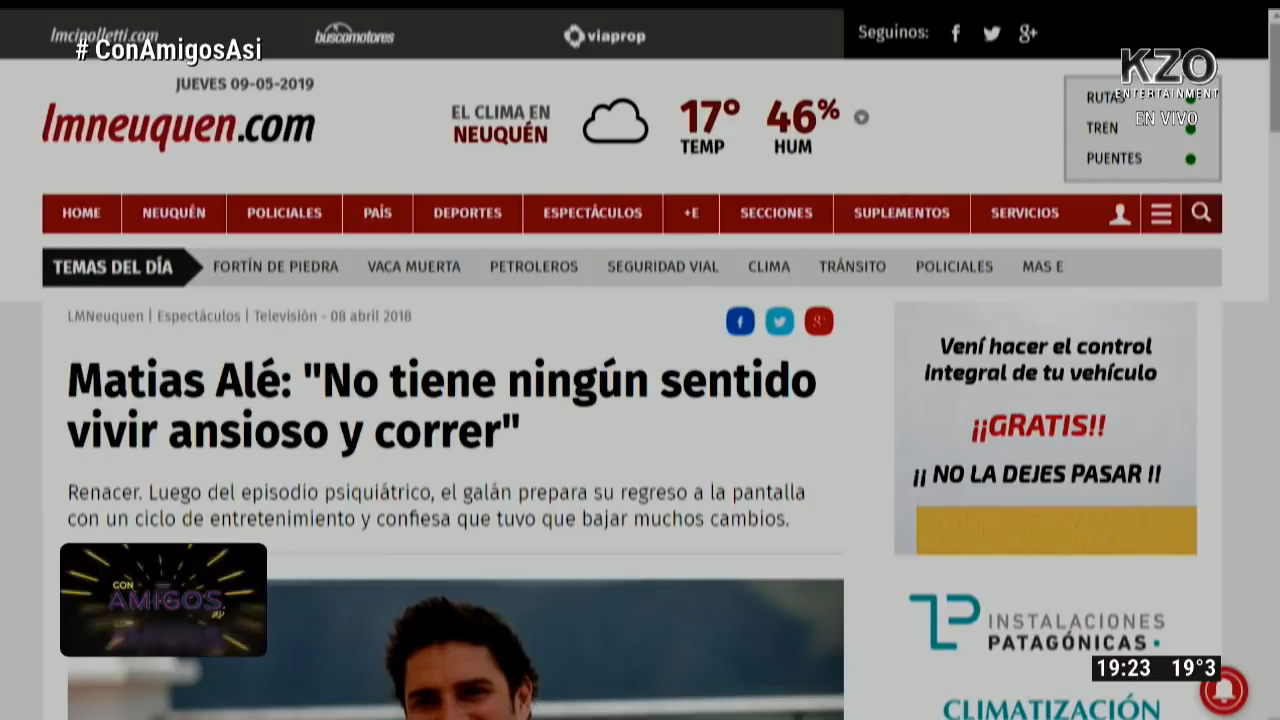 lmcipolletti.com
buscomotores
viaprop
Seguinos:
# ConAmigosAsi
KZO
ENTERTAINMENT
EN VIVO
JUEVES 09-05-2019
lmneuquen.com
EL CLIMA EN
NEUQUÉN
17° 46%
TEMP HUM
RUTAS
TREN
PUENTES
HOME NEUQUÉN POLICIALES PAÍS DEPORTES ESPECTÁCULOS +E SECCIONES SUPLEMENTOS SERVICIOS
TEMAS DEL DÍA FORTÍN DE PIEDRA VACA MUERTA PETROLEROS SEGURIDAD VIAL CLIMA TRÁNSITO POLICIALES MAS E
LMNeuquen | Espectáculos | Televisión - 08 abril 2018
Matias Alé: "No tiene ningún sentido
vivir ansioso y correr"
Renacer. Luego del episodio psiquiátrico, el galán prepara su regreso a la pantalla
con un ciclo de entretenimiento y confiesa que tuvo que bajar muchos cambios.
Vení hacer el control
integral de tu vehículo
¡¡GRATIS!!
¡¡ NO LA DEJES PASAR !!
CON
AMIGOS
así
INSTALACIONES
PATAGÓNICAS
CLIMATIZACIÓN
19:23 19°3